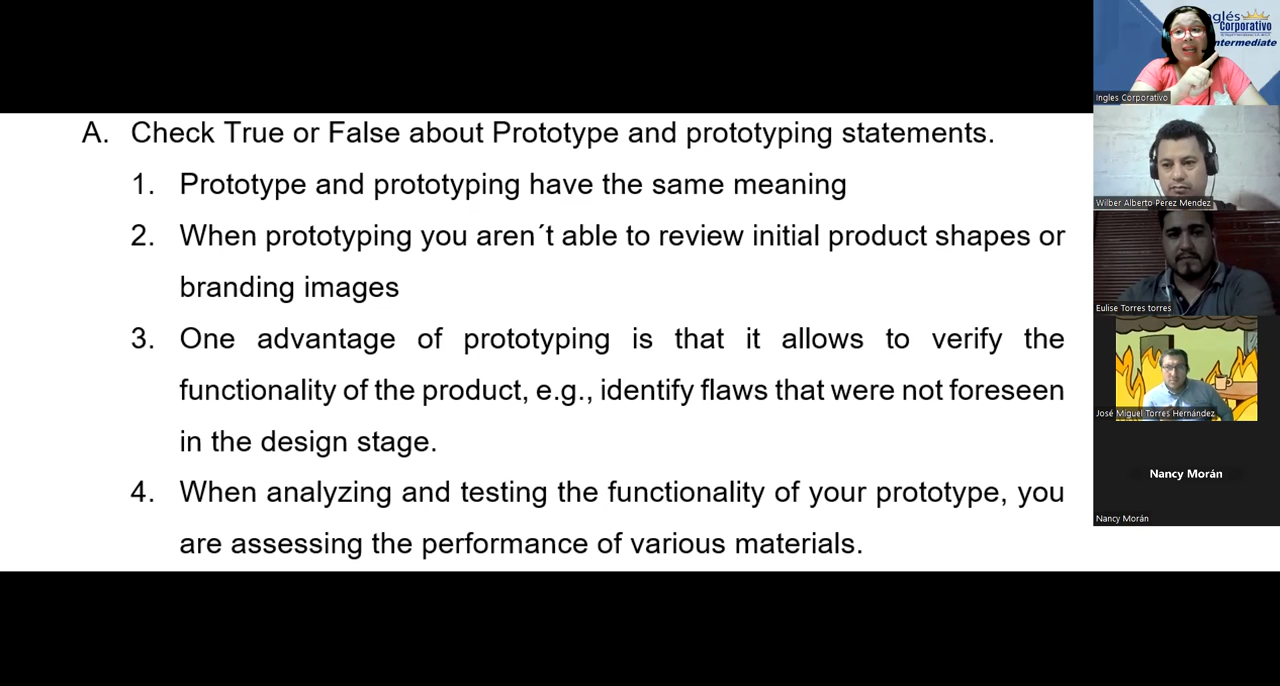 A. Check True or False about Prototype and prototyping statements.
1. Prototype and prototyping have the same meaning
2. When prototyping you aren´t able to review initial product shapes or
branding images
3. One advantage of prototyping is that it allows to verify the
functionality of the product, e.g., identify flaws that were not foreseen
in the design stage.
4. When analyzing and testing the functionality of your prototype, you
are assessing the performance of various materials.
nglés
Corporativo
ntermediate
Ingles Corporativo
Wilber Alberto Perez Mendez
Eulise Torres torres
José Miguel Torres Hernández
Nancy Morán
Nancy Morán